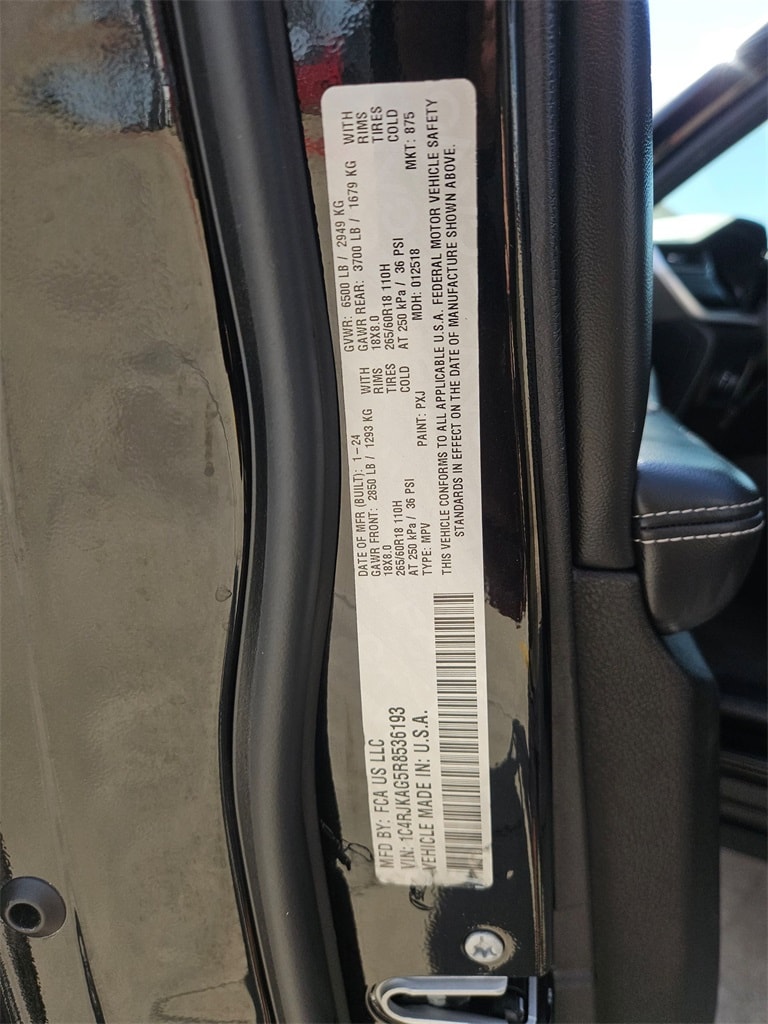 MFD BY: FCA US LLC
VIN: 1C4RJKAG5R8536193
VEHICLE MADE IN: U.S.A.
DATE OF MFR (BUILT): 1-24
GAWR FRONT: 2850 LB / 1293 KG WITH
18X8.0 RIMS
265/60R18 110H TIRES
AT 250 kPa / 36 PSI COLD
TYPE: MPV PAINT: PXJ
GVWR: 6500 LB / 2949 KG
GAWR REAR: 3700 LB / 1679 KG WITH
18X8.0 RIMS
265/60R18 110H TIRES
AT 250 kPa / 36 PSI COLD
MDH: 012518 MKT: 875
THIS VEHICLE CONFORMS TO ALL APPLICABLE U.S.A. FEDERAL MOTOR VEHICLE SAFETY
STANDARDS IN EFFECT ON THE DATE OF MANUFACTURE SHOWN ABOVE.